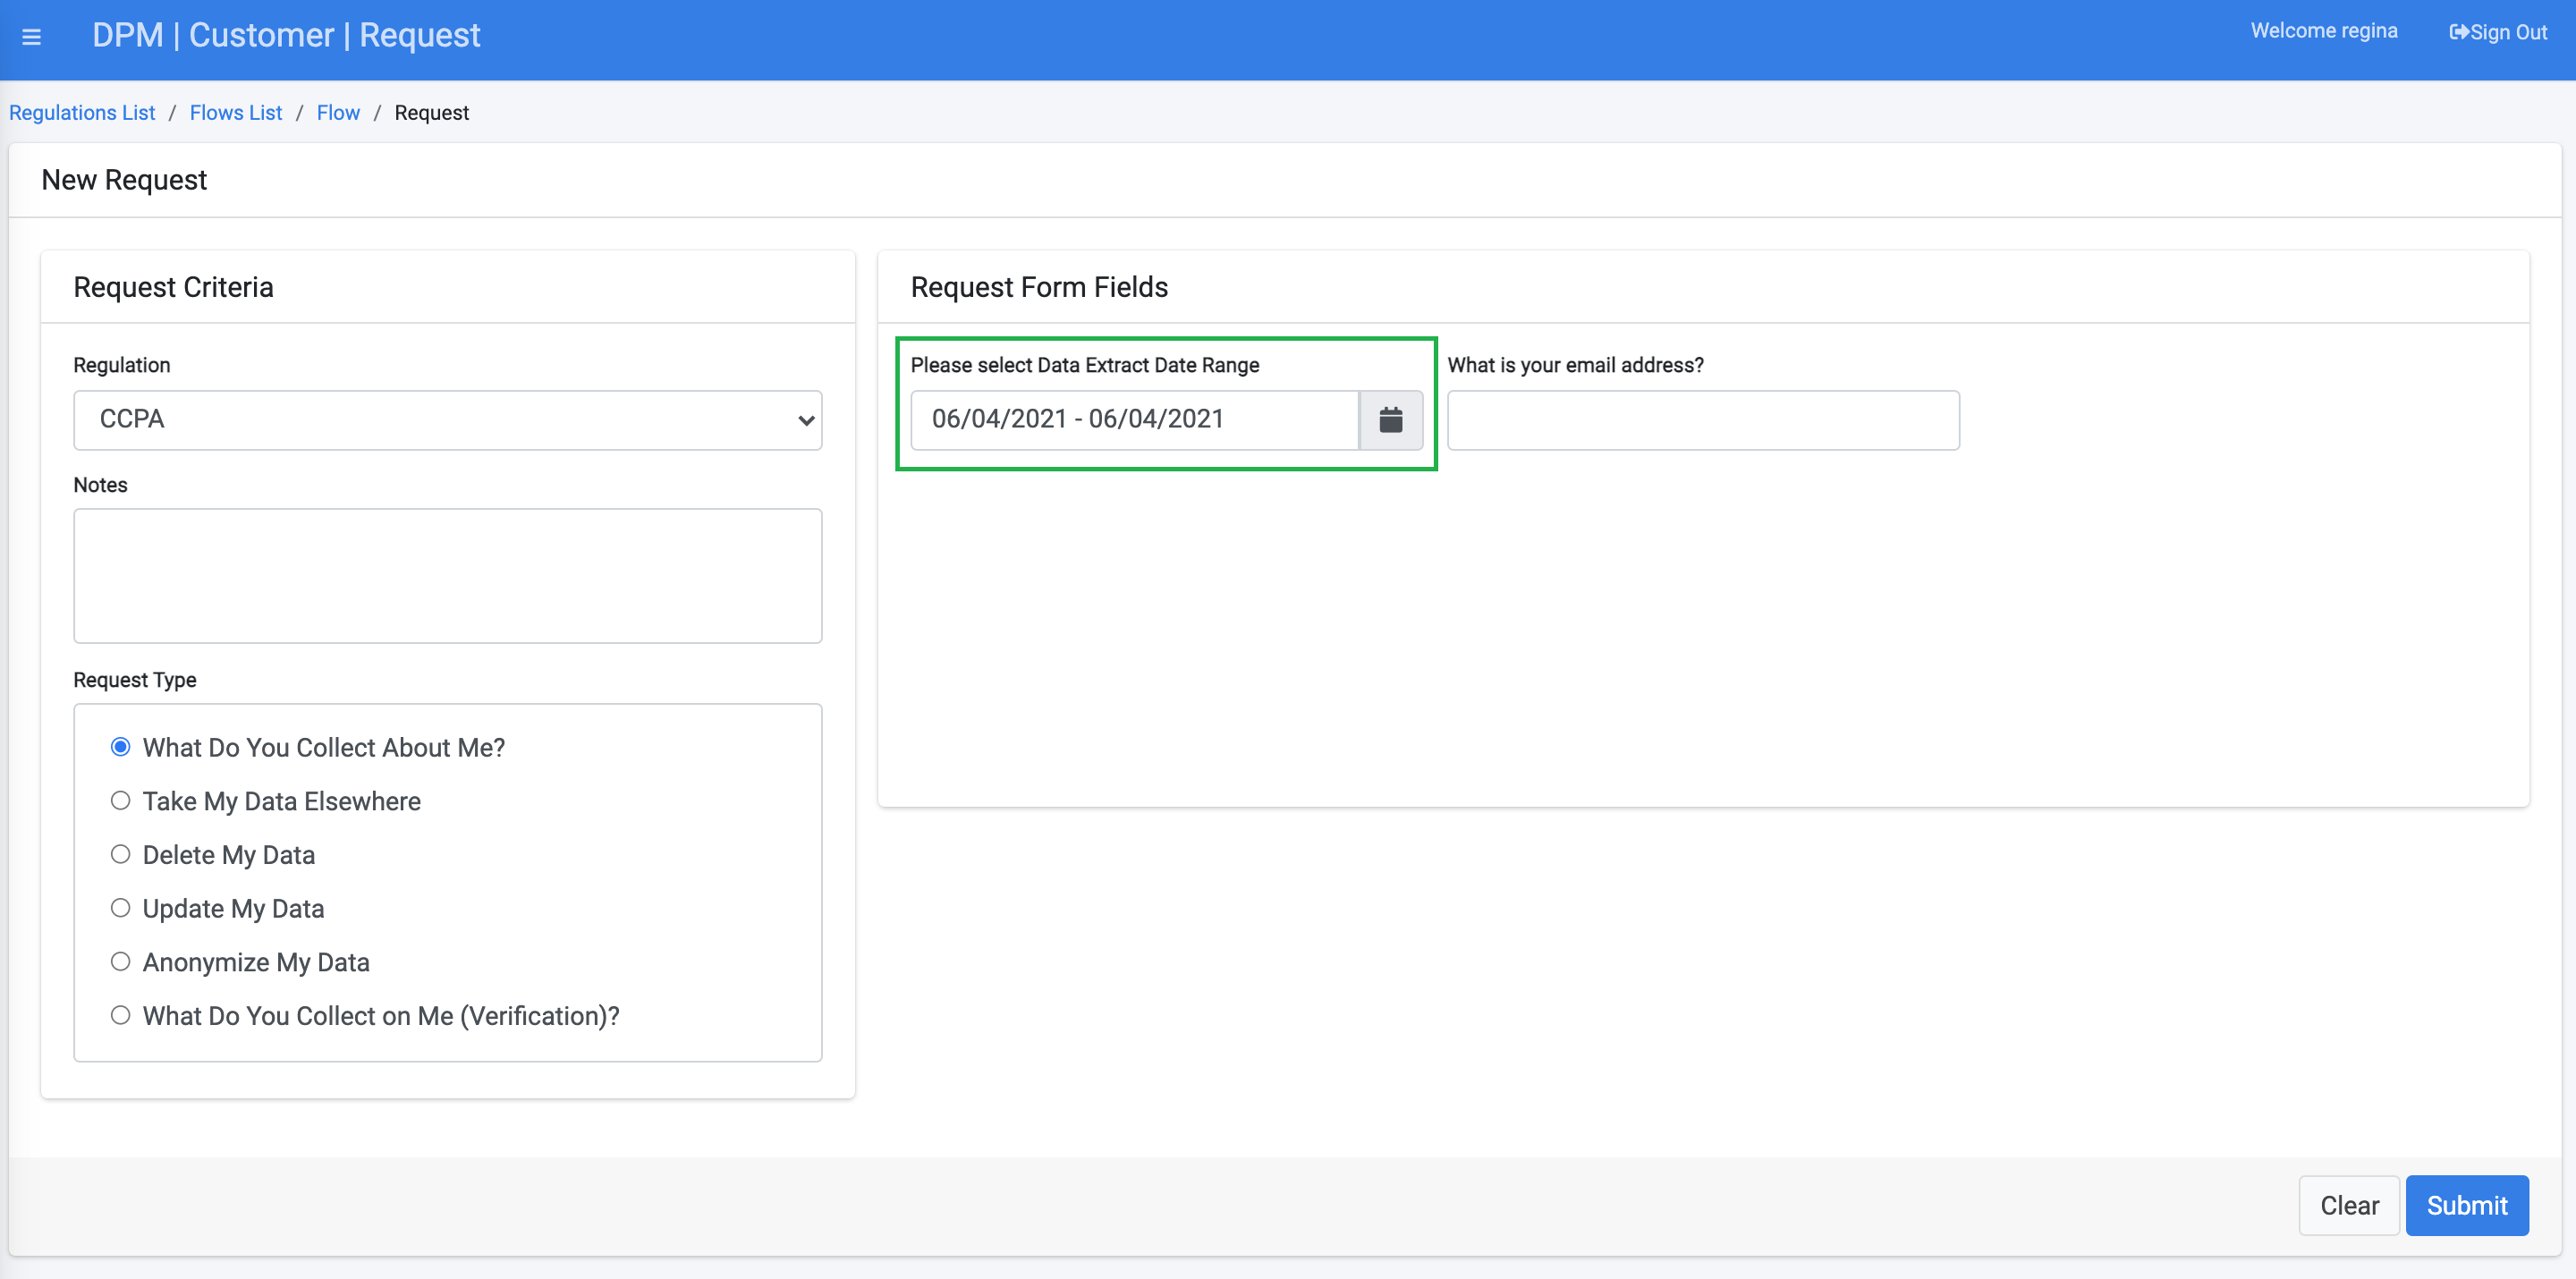 DPM | Customer | Request
Welcome regina
Sign Out
Regulations List / Flows List / Flow / Request
New Request
Request Criteria
Regulation
CCPA
Notes
Request Type
What Do You Collect About Me?
Take My Data Elsewhere
Delete My Data
Update My Data
Anonymize My Data
What Do You Collect on Me (Verification)?
Request Form Fields
Please select Data Extract Date Range
06/04/2021 - 06/04/2021
What is your email address?
Clear
Submit